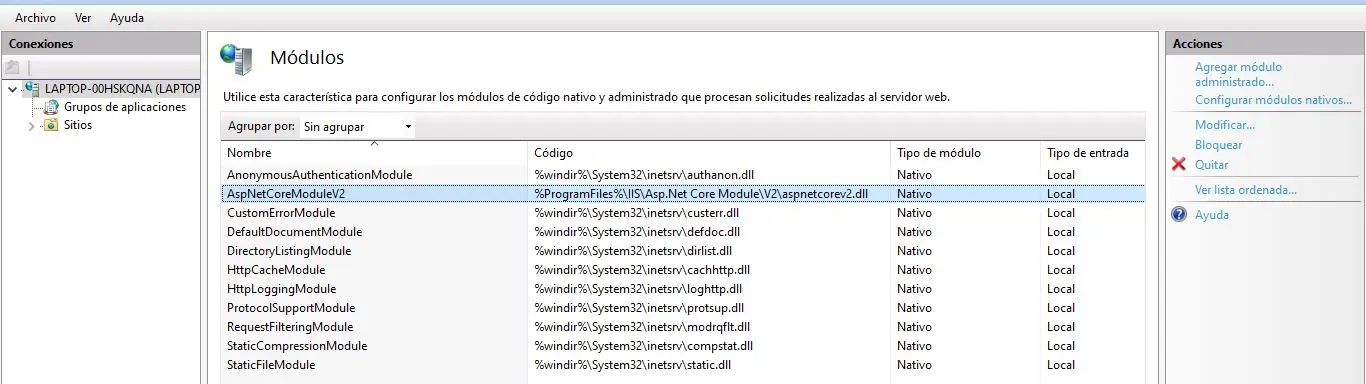 Archivo Ver Ayuda
Conexiones
LAPTOP-00HSKQNA (LAPTOP
Grupos de aplicaciones
Sitios
Módulos
Utilice esta característica para configurar los módulos de código nativo y administrado que procesan solicitudes realizadas al servidor web.
Agrupar por: Sin agrupar
Nombre Código Tipo de módulo Tipo de entrada
AnonymousAuthenticationModule %windir%\System32\inetsrv\authanon.dll Nativo Local
AspNetCoreModuleV2 %ProgramFiles%\IIS\Asp.Net Core Module\V2\aspnetcorev2.dll Nativo Local
CustomErrorModule %windir%\System32\inetsrv\custerr.dll Nativo Local
DefaultDocumentModule %windir%\System32\inetsrv\defdoc.dll Nativo Local
DirectoryListingModule %windir%\System32\inetsrv\dirlist.dll Nativo Local
HttpCacheModule %windir%\System32\inetsrv\cachhttp.dll Nativo Local
HttpLoggingModule %windir%\System32\inetsrv\loghttp.dll Nativo Local
ProtocolSupportModule %windir%\System32\inetsrv\protsup.dll Nativo Local
RequestFilteringModule %windir%\System32\inetsrv\modrqflt.dll Nativo Local
StaticCompressionModule %windir%\System32\inetsrv\compstat.dll Nativo Local
StaticFileModule %windir%\System32\inetsrv\static.dll Nativo Local
Acciones
Agregar módulo
administrado...
Configurar módulos nativos...
Modificar...
Bloquear
Quitar
Ver lista ordenada...
Ayuda